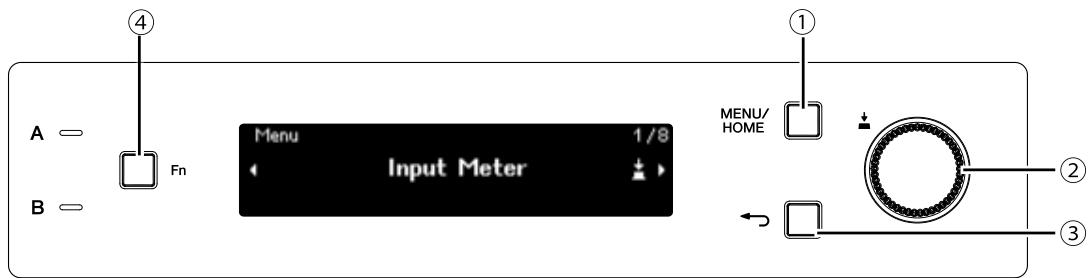 ④
①
A
B
Fn
Menu 1/8
Input Meter
MENU/
HOME
②
③